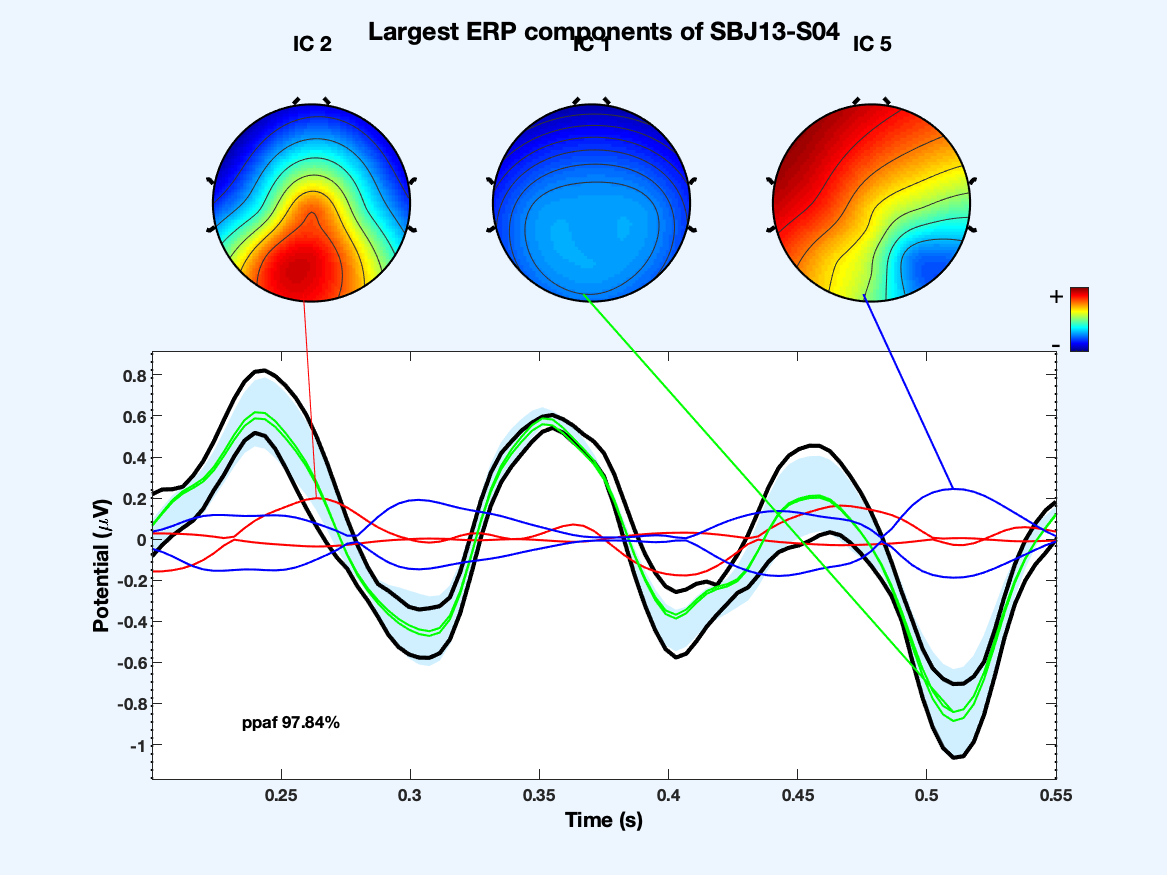 Largest ERP components of SBJ13-S04
IC 2
IC 1
IC 5
+
-
Potential (μV)
0.8
0.6
0.4
0.2
0
-0.2
-0.4
-0.6
-0.8
-1
ppaf 97.84%
0.25
0.3
0.35
0.4
0.45
0.5
0.55
Time (s)